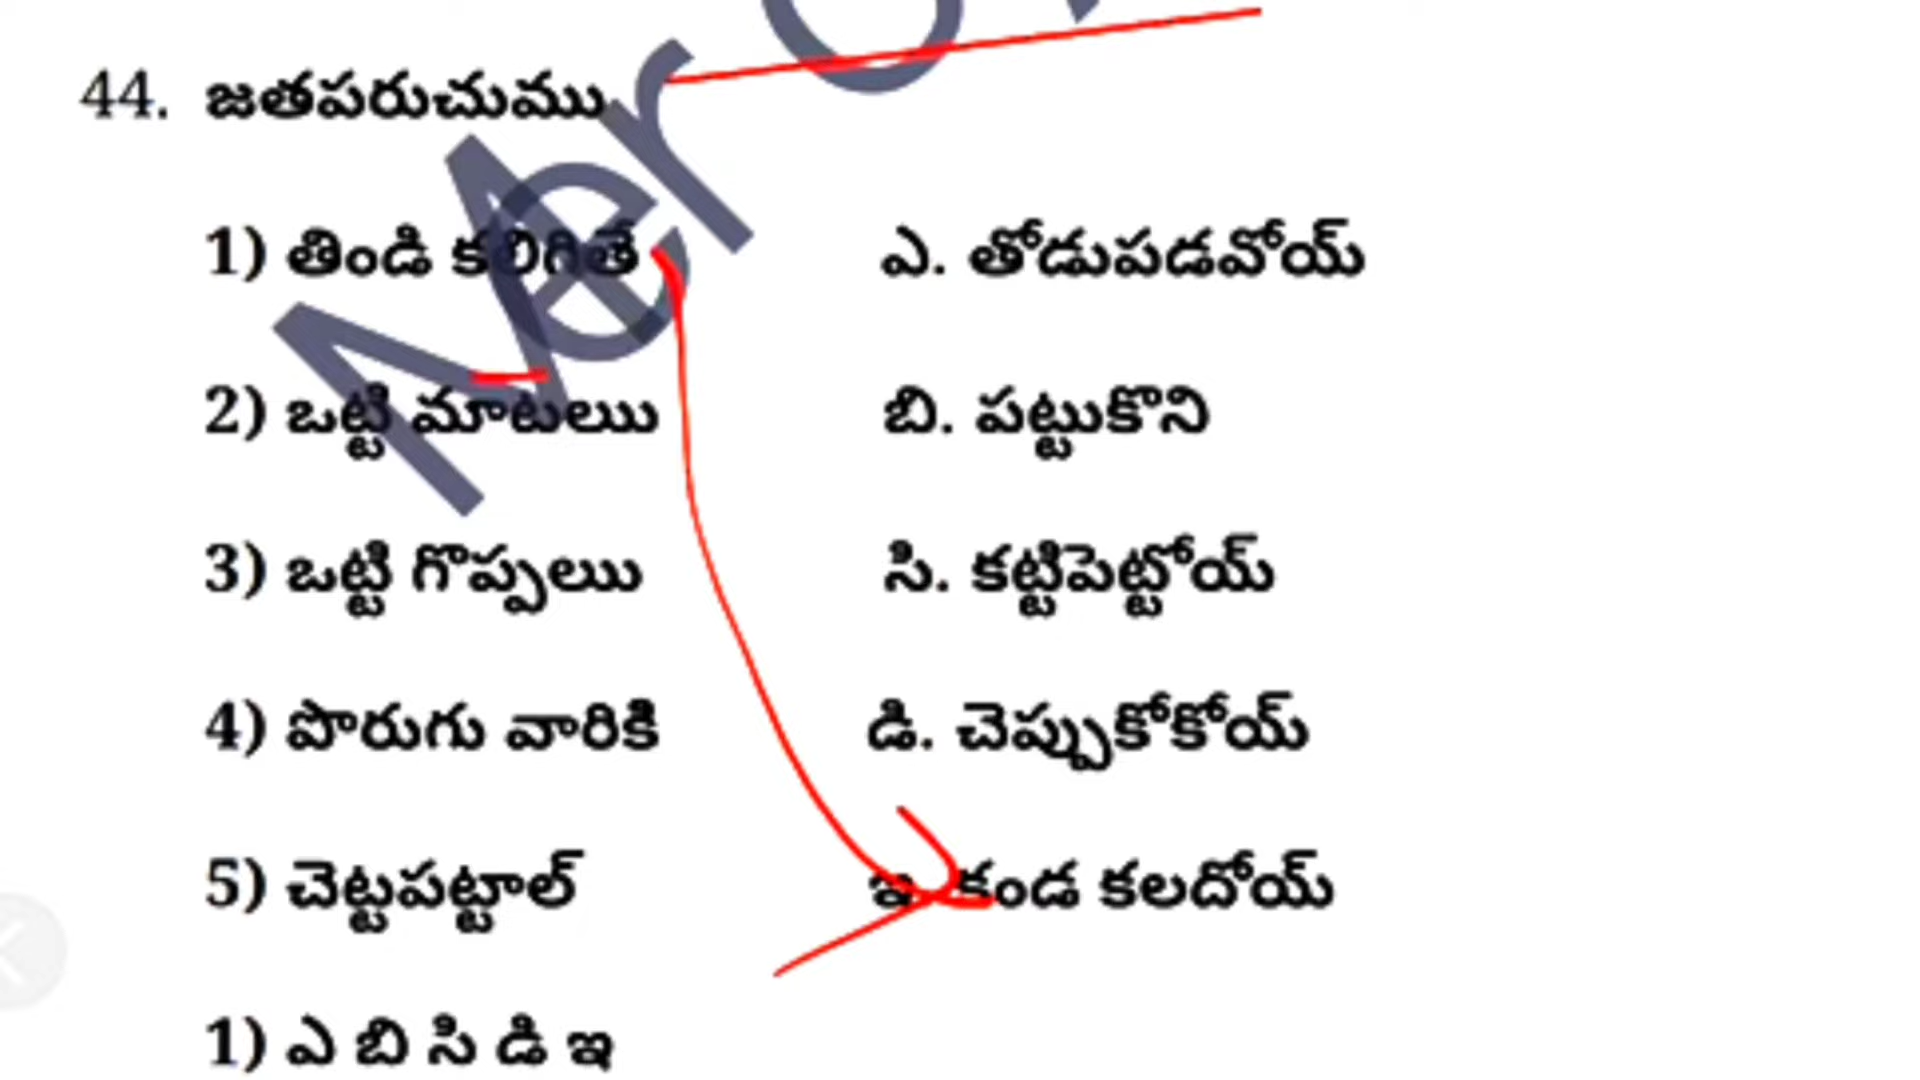 44. జతపరుచుము
1) తిండి కలిగితే ఎ. తోడుపడవోయ్
2) ఒట్టి మాటలు బి. పట్టుకొని
3) ఒట్టి గొప్పలు సి. కట్టిపెట్టోయ్
4) పొరుగు వారికి డి. చెప్పుకోకోయ్
5) చెట్టపట్టాల్ ఇ. కండ కలదోయ్
1) ఎ బి సి డి ఇ